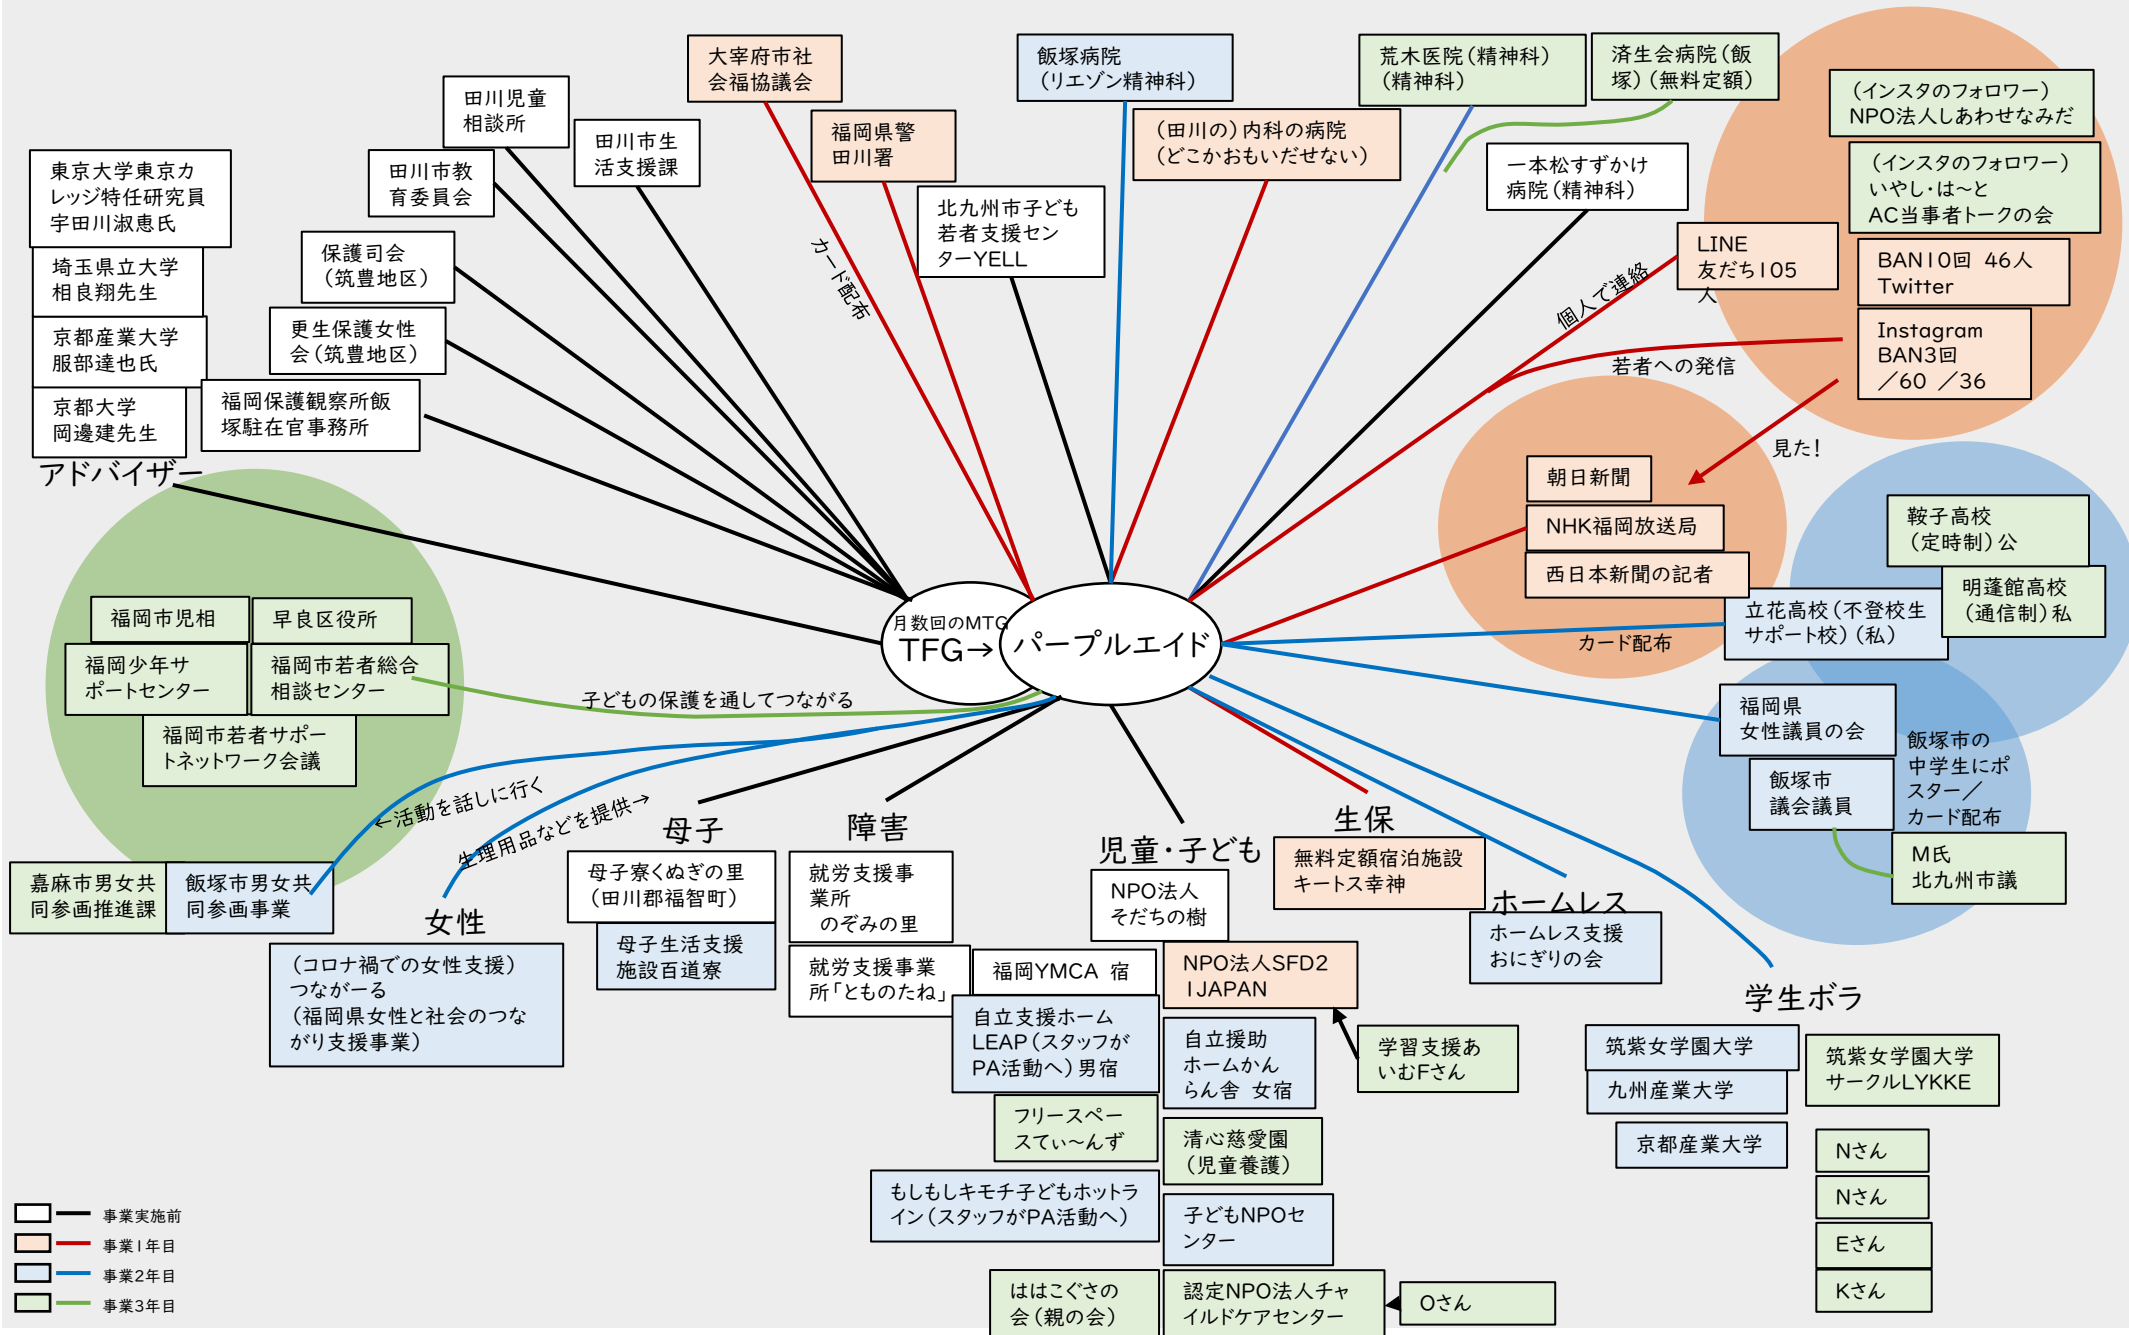 大宰府市社
会福祉協議会
飯塚病院
(リエゾン精神科)
荒木医院(精神科)
(精神科)
済生会病院(飯
塚)(無料定額)
田川児童
相談所
田川市生
活支援課
福岡県警
田川署
(田川の)内科の病院
(どこかおもいだせない)
(インスタのフォロワー)
NPO法人しあわせなみだ
(インスタのフォロワー)
いやし・は~と
AC当事者トークの会
東京大学東京カ
レッジ特任研究員
宇田川淑恵氏
田川市教
育委員会
北九州市子ども
若者支援セン
ターYELL
一本松すずかけ
病院(精神科)
埼玉県立大学
相良翔先生
保護司会
(筑豊地区)
カード配布
個人で連絡
LINE
友だち105
人
BAN10回 46人
Twitter
京都産業大学
服部達也氏
更生保護女性
会(筑豊地区)
若者への発信
Instagram
BAN3回
/60 /36
京都大学
岡邊建先生
福岡保護観察所飯
塚駐在官事務所
見た!
アドバイザー
朝日新聞
NHK福岡放送局
西日本新聞の記者
カード配布
鞍手高校
(定時制)公
明蓬館高校
(通信制)私
立花高校(不登校生
サポート校)(私)
福岡市児相
早良区役所
福岡少年サ
ポートセンター
福岡市若者総合
相談センター
福岡市若者サポー
トネットワーク会議
子どもの保護を通してつながる
月数回のMTG
TFG→
パープルエイド
福岡県
女性議員の会
飯塚市
議会議員
飯塚市の
中学生にポ
スター/
カード配布
M氏
北九州市議
←活動を話しに行く
生理用品などを提供→
嘉麻市男女共
同参画推進課
飯塚市男女共
同参画事業
女性
(コロナ禍での女性支援)
つながーる
(福岡県女性と社会のつな
がり支援事業)
母子
母子寮くぬぎの里
(田川郡福智町)
母子生活支援
施設百道寮
障害
就労支援事
業所
のぞみの里
就労支援事業
所「とものたね」
児童・子ども
NPO法人
そだちの樹
福岡YMCA 宿
NPO法人SFD2
1JAPAN
自立支援ホーム
LEAP(スタッフが
PA活動へ)男宿
自立援助
ホームかん
らん舎 女宿
学習支援あ
いむFさん
フリースペー
スてぃ~んず
清心慈愛園
(児童養護)
もしもしキモチ子どもホットラ
イン(スタッフがPA活動へ)
子どもNPOセ
ンター
ははこぐさの
会(親の会)
認定NPO法人チャ
イルドケアセンター
Oさん
生保
無料定額宿泊施設
キートス幸神
ホームレス
ホームレス支援
おにぎりの会
学生ボラ
筑紫女学園大学
九州産業大学
京都産業大学
筑紫女学園大学
サークルLYKKE
Nさん
Nさん
Eさん
Kさん
事業実施前
事業1年目
事業2年目
事業3年目